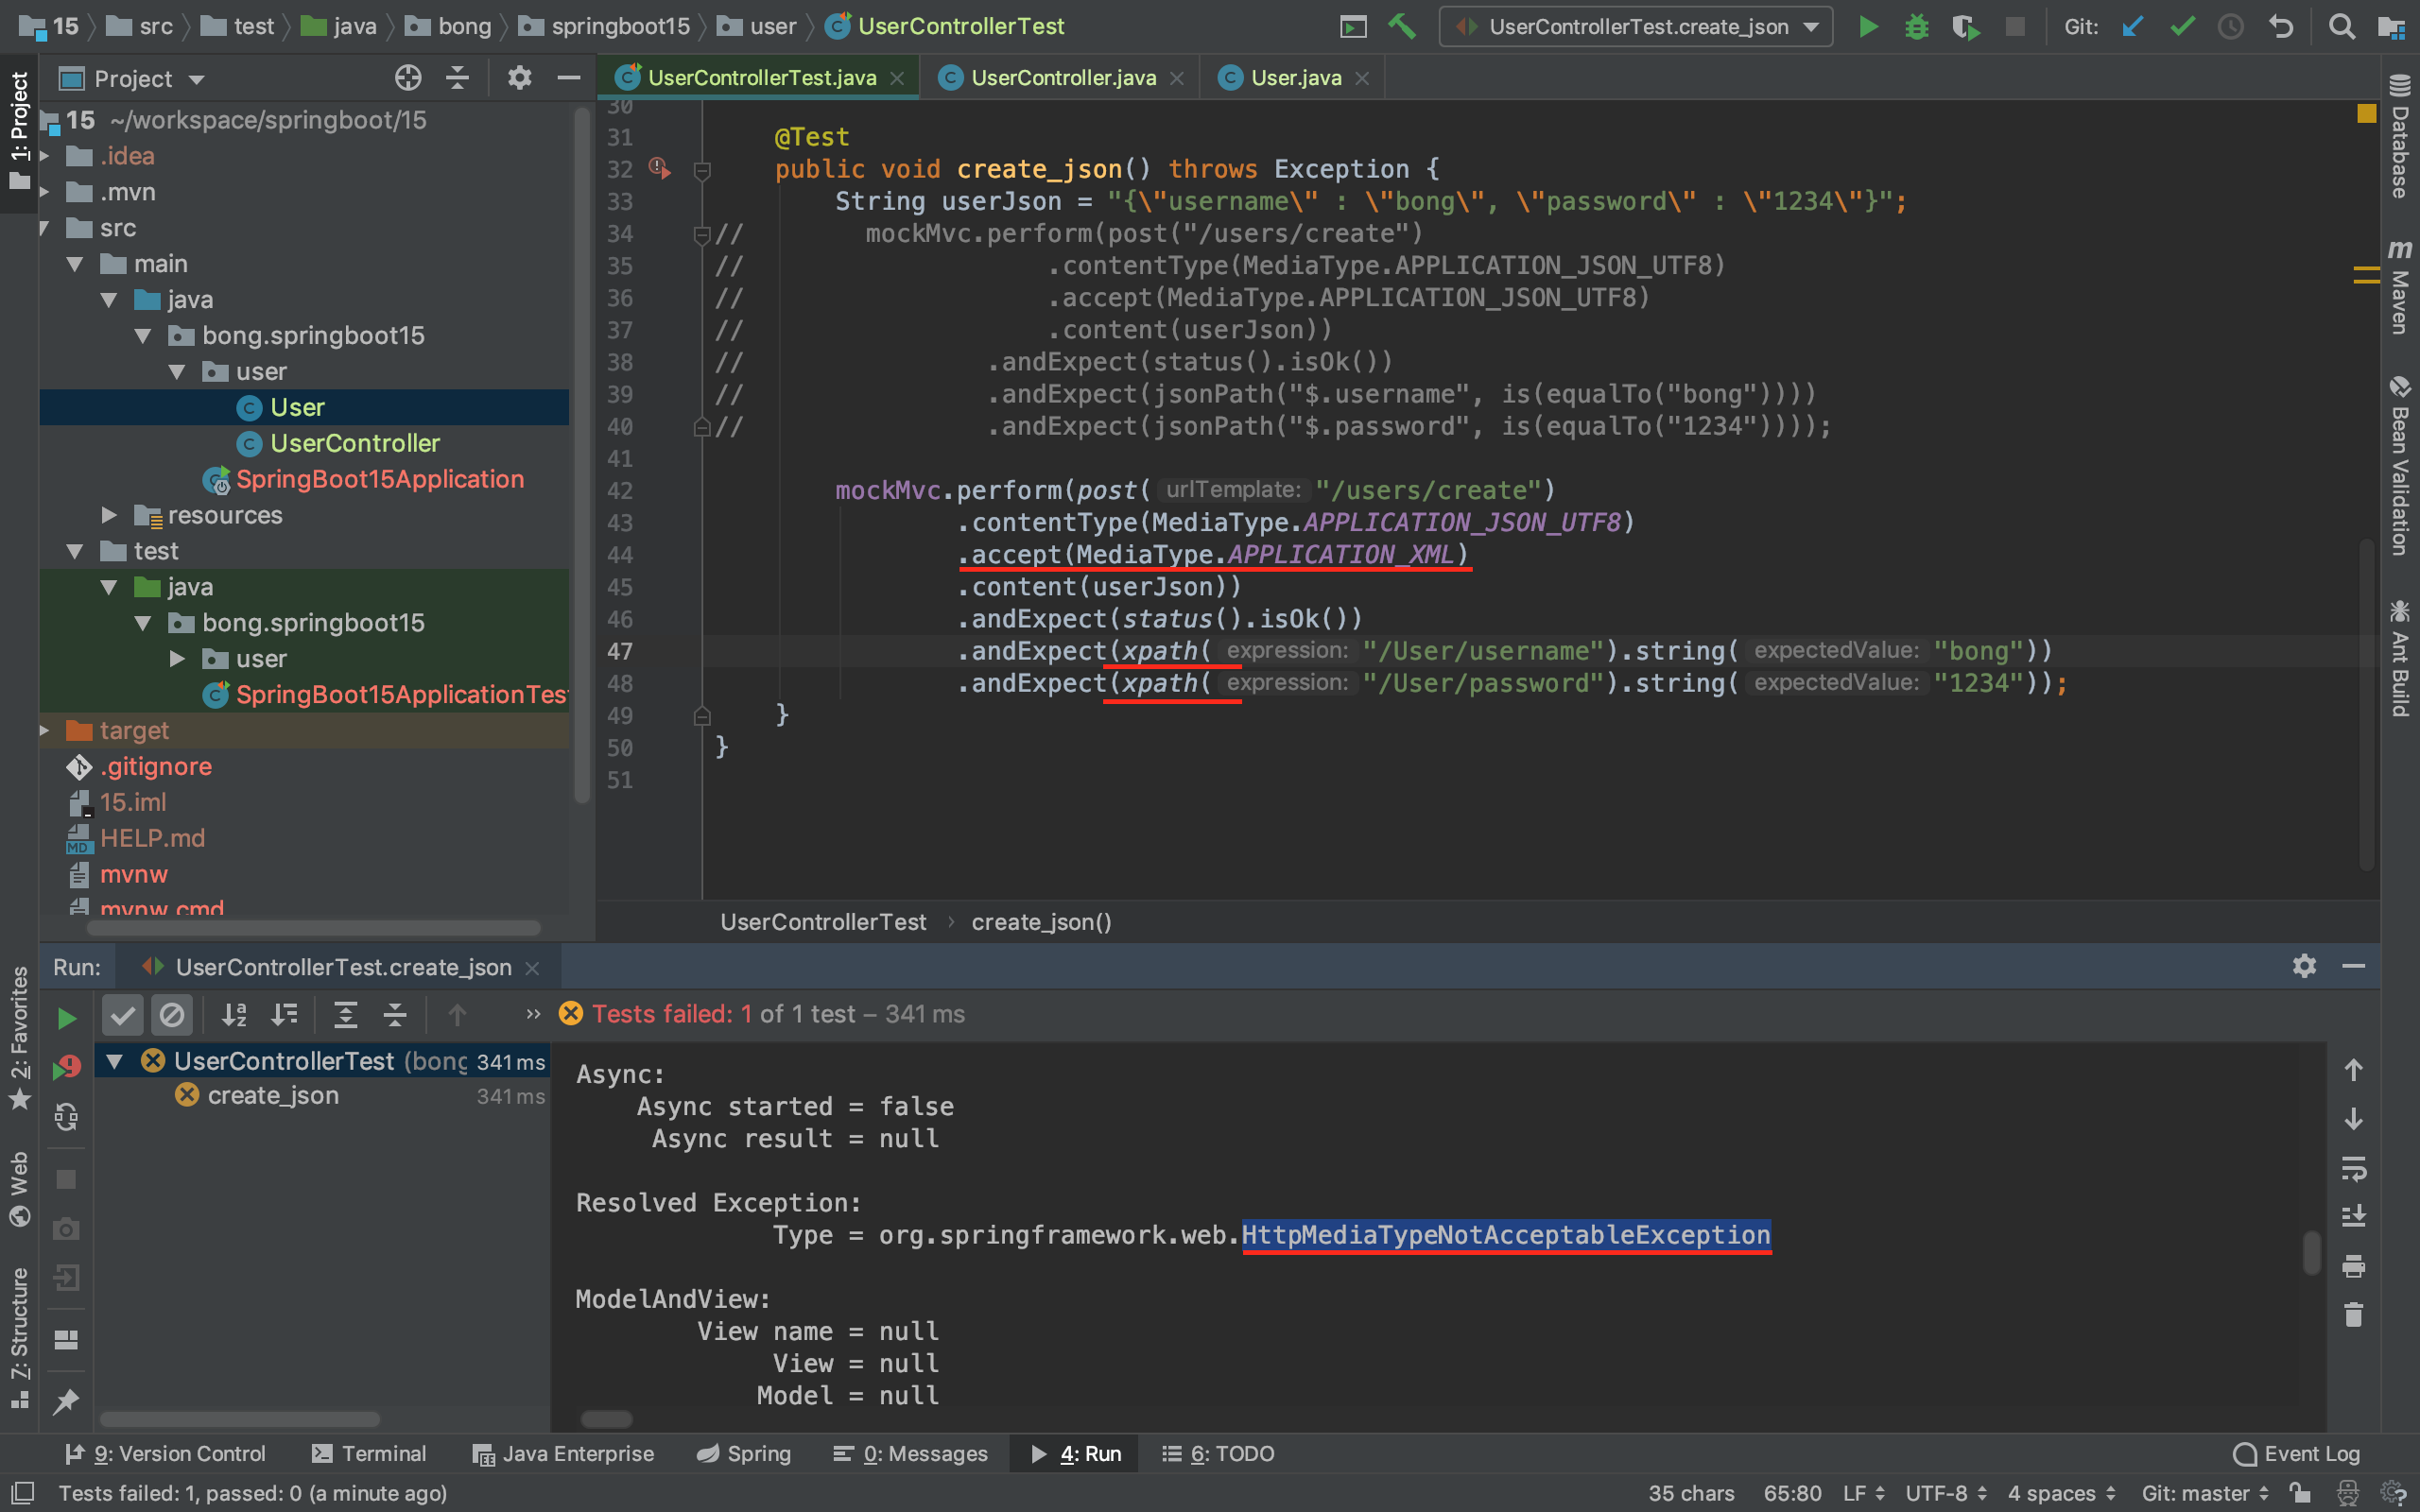 15 src test java bong springboot15 user UserControllerTest
UserControllerTest.create_json Git:
1: Project
2: Favorites
Web
Z: Structure
Project
15 ~/workspace/springboot/15
.idea
.mvn
src
main
java
bong.springboot15
user
User
UserController
SpringBoot15Application
resources
test
java
bong.springboot15
user
SpringBoot15ApplicationTes
target
.gitignore
15.iml
HELP.md
mvnw
mvnw.cmd
UserControllerTest.java UserController.java User.java
30
31 @Test
32 public void create_json() throws Exception {
33 String userJson = "{\"username\" : \"bong\", \"password\" : \"1234\"}";
34 // mockMvc.perform(post("/users/create")
35 // .contentType(MediaType.APPLICATION_JSON_UTF8)
36 // .accept(MediaType.APPLICATION_JSON_UTF8)
37 // .content(userJson))
38 // .andExpect(status().isOk())
39 // .andExpect(jsonPath("$.username", is(equalTo("bong"))))
40 // .andExpect(jsonPath("$.password", is(equalTo("1234"))));
41
42 mockMvc.perform(post( urlTemplate: "/users/create")
43 .contentType(MediaType.APPLICATION_JSON_UTF8)
44 .accept(MediaType.APPLICATION_XML)
45 .content(userJson))
46 .andExpect(status().isOk())
47 .andExpect(xpath( expression: "/User/username").string( expectedValue: "bong"))
48 .andExpect(xpath( expression: "/User/password").string( expectedValue: "1234"));
49 }
50 }
51
UserControllerTest › create_json()
Database
m Maven
Bean Validation
Ant Build
Run: UserControllerTest.create_json
» Tests failed: 1 of 1 test – 341 ms
UserControllerTest (bong 341 ms
create_json 341 ms
Async:
Async started = false
Async result = null
Resolved Exception:
Type = org.springframework.web.HttpMediaTypeNotAcceptableException
ModelAndView:
View name = null
View = null
Model = null
9: Version Control Terminal Java Enterprise Spring 0: Messages 4: Run 6: TODO Event Log
Tests failed: 1, passed: 0 (a minute ago) 35 chars 65:80 LF UTF-8 4 spaces Git: master